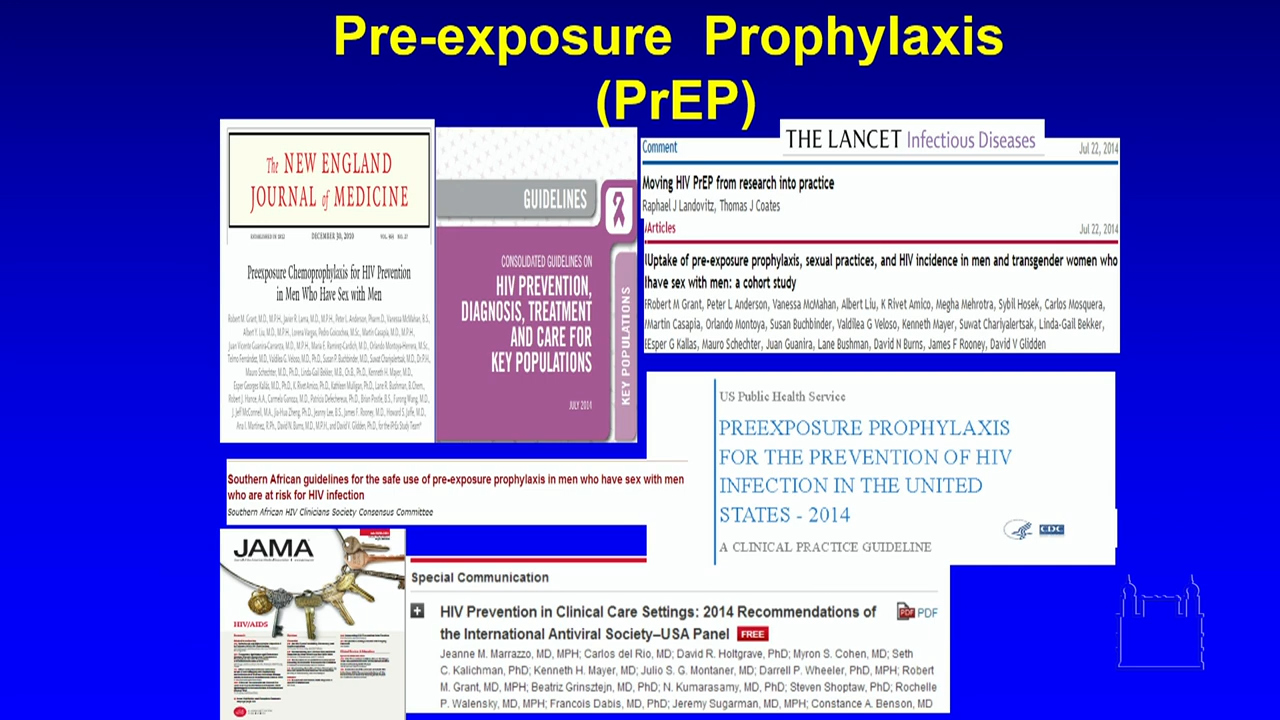 Pre-exposure Prophylaxis
(PrEP)
The NEW ENGLAND
JOURNAL of MEDICINE
ESTABLISHED IN 1812 DECEMBER 30, 2010 VOL. 363 NO. 27
Preexposure Chemoprophylaxis for HIV Prevention
in Men Who Have Sex with Men
GUIDELINES
CONSOLIDATED GUIDELINES ON
HIV PREVENTION,
DIAGNOSIS, TREATMENT
AND CARE FOR
KEY POPULATIONS
JULY 2014
KEY POPULATIONS
THE LANCET Infectious Diseases
Comment Jul 22, 2014
Moving HIV PrEP from research into practice
Raphael J Landovitz, Thomas J Coates
Articles Jul 22, 2014
Uptake of pre-exposure prophylaxis, sexual practices, and HIV incidence in men and transgender women who
have sex with men: a cohort study
Robert M Grant, Peter L Anderson, Vanessa McMahan, Albert Liu, K Rivet Amico, Megha Mehrotra, Sybil Hosek, Carlos Mosquera,
Martin Casapia, Orlando Montoya, Susan Buchbinder, Valdilea G Veloso, Kenneth Mayer, Suwat Chariyalertsak, Linda-Gail Bekker,
Esper G Kallas, Mauro Schechter, Juan Guanira, Lane Bushman, David N Burns, James F Rooney, David V Glidden
US Public Health Service
PREEXPOSURE PROPHYLAXIS
FOR THE PREVENTION OF HIV
INFECTION IN THE UNITED
STATES - 2014
A CLINICAL PRACTICE GUIDELINE
CDC
Southern African guidelines for the safe use of pre-exposure prophylaxis in men who have sex with men
who are at risk for HIV infection
Southern African HIV Clinicians Society Consensus Committee
JAMA
HIV/AIDS
Special Communication
HIV Prevention in Clinical Care Settings: 2014 Recommendations of
the International Antiviral Society–USA Panel FREE
PDF
Jeanne M. Marrazzo, MD, MPH; Carlos del Rio, MD; David R. Holtgrave, PhD; Myron S. Cohen, MD; Seth
C. Kalichman, PhD; Kenneth H. Mayer, MD; Julio S. G. Montaner, MD; Darrell P. Wheeler, PhD, MPH; Robert
M. Grant, MD, MPH; Beatriz Grinsztejn, MD, PhD; N. Kumarasamy, MD, PhD; Steven Shoptaw, PhD; Rochelle
P. Walensky, MD, MPH; Francois Dabis, MD, PhD; Jeremy Sugarman, MD, MPH; Constance A. Benson, MD